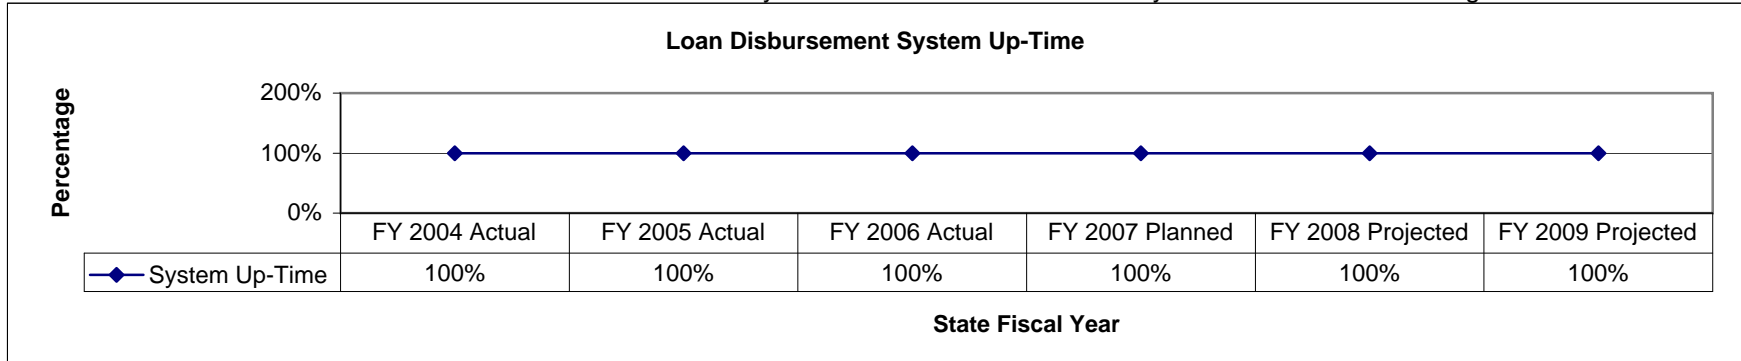 Loan Disbursement System Up-Time
Percentage
200%
100%
0%
FY 2004 Actual FY 2005 Actual FY 2006 Actual FY 2007 Planned FY 2008 Projected FY 2009 Projected
System Up-Time 100% 100% 100% 100% 100% 100%
State Fiscal Year